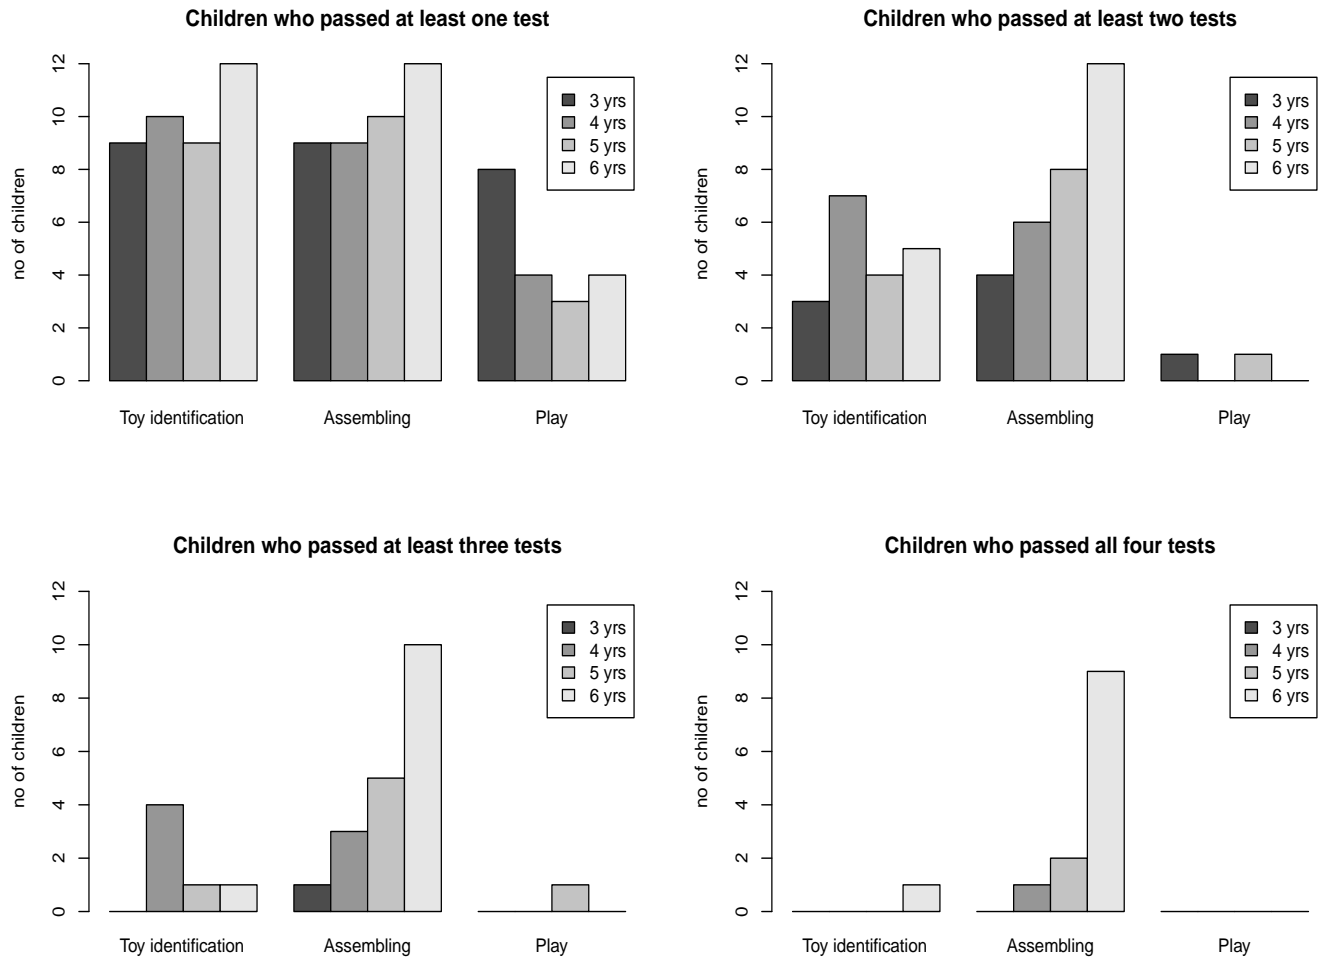 Children who passed at least one test
no of children
12
10
8
6
4
2
0
3 yrs
4 yrs
5 yrs
6 yrs
Toy identification
Assembling
Play
Children who passed at least two tests
no of children
12
10
8
6
4
2
0
3 yrs
4 yrs
5 yrs
6 yrs
Toy identification
Assembling
Play
Children who passed at least three tests
no of children
12
10
8
6
4
2
0
3 yrs
4 yrs
5 yrs
6 yrs
Toy identification
Assembling
Play
Children who passed all four tests
no of children
12
10
8
6
4
2
0
3 yrs
4 yrs
5 yrs
6 yrs
Toy identification
Assembling
Play